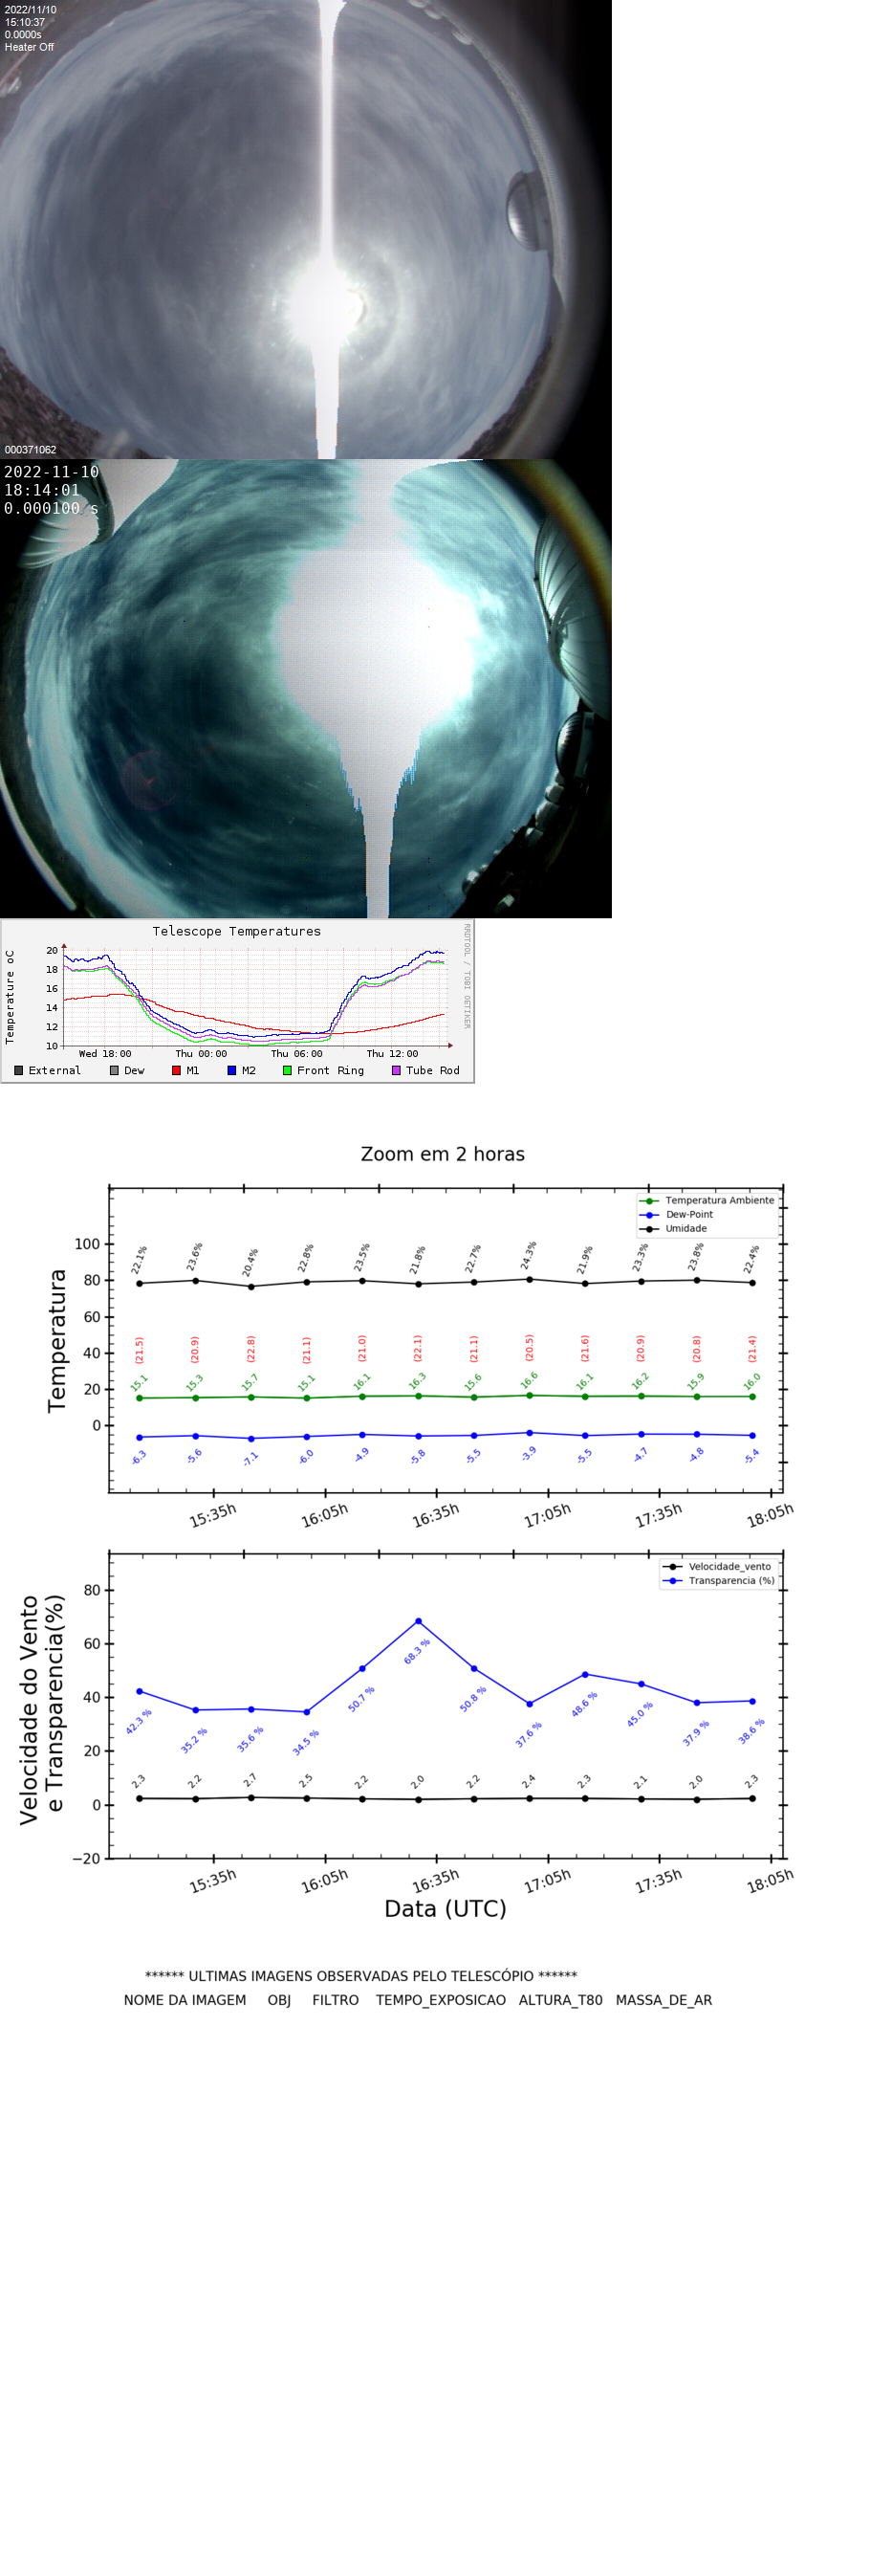 2022/11/10
15:10:37
0.0000s
Heater Off
000371062
2022-11-10
18:14:01
0.000100 s
Telescope Temperatures
RRDTOOL / TOBI OETIKER
Temperature oC
20
18
16
14
12
10
Wed 18:00 Thu 00:00 Thu 06:00 Thu 12:00
External Dew M1 M2 Front Ring Tube Rod
Zoom em 2 horas
Temperatura Ambiente
Dew-Point
Umidade
Temperatura
100
80
60
40
20
0
22.1% 23.6% 20.4% 22.8% 23.5% 21.8% 22.7% 24.3% 21.9% 23.3% 23.8% 22.4%
(21.5) (20.9) (22.8) (21.1) (21.0) (22.1) (21.1) (20.5) (21.6) (20.9) (20.8) (21.4)
15.1 15.3 15.7 15.1 16.1 16.3 15.6 16.6 16.1 16.2 15.9 16.0
-6.3 -5.6 -7.1 -6.0 -4.9 -5.8 -5.5 -3.9 -5.5 -4.7 -4.8 -5.4
15:35h 16:05h 16:35h 17:05h 17:35h 18:05h
Velocidade_vento
Transparencia (%)
Velocidade do Vento
e Transparencia(%)
80
60
40
20
0
−20
42.3 % 35.2 % 35.6 % 34.5 % 50.7 % 68.3 % 50.8 % 37.6 % 48.6 % 45.0 % 37.9 % 38.6 %
2.3 2.2 2.7 2.5 2.2 2.0 2.2 2.4 2.3 2.1 2.0 2.3
15:35h 16:05h 16:35h 17:05h 17:35h 18:05h
Data (UTC)
****** ULTIMAS IMAGENS OBSERVADAS PELO TELESCÓPIO ******
NOME DA IMAGEM OBJ FILTRO TEMPO_EXPOSICAO ALTURA_T80 MASSA_DE_AR